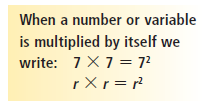 When a number or variable
is multiplied by itself we
write: 7 × 7 = 7²
r × r = r²